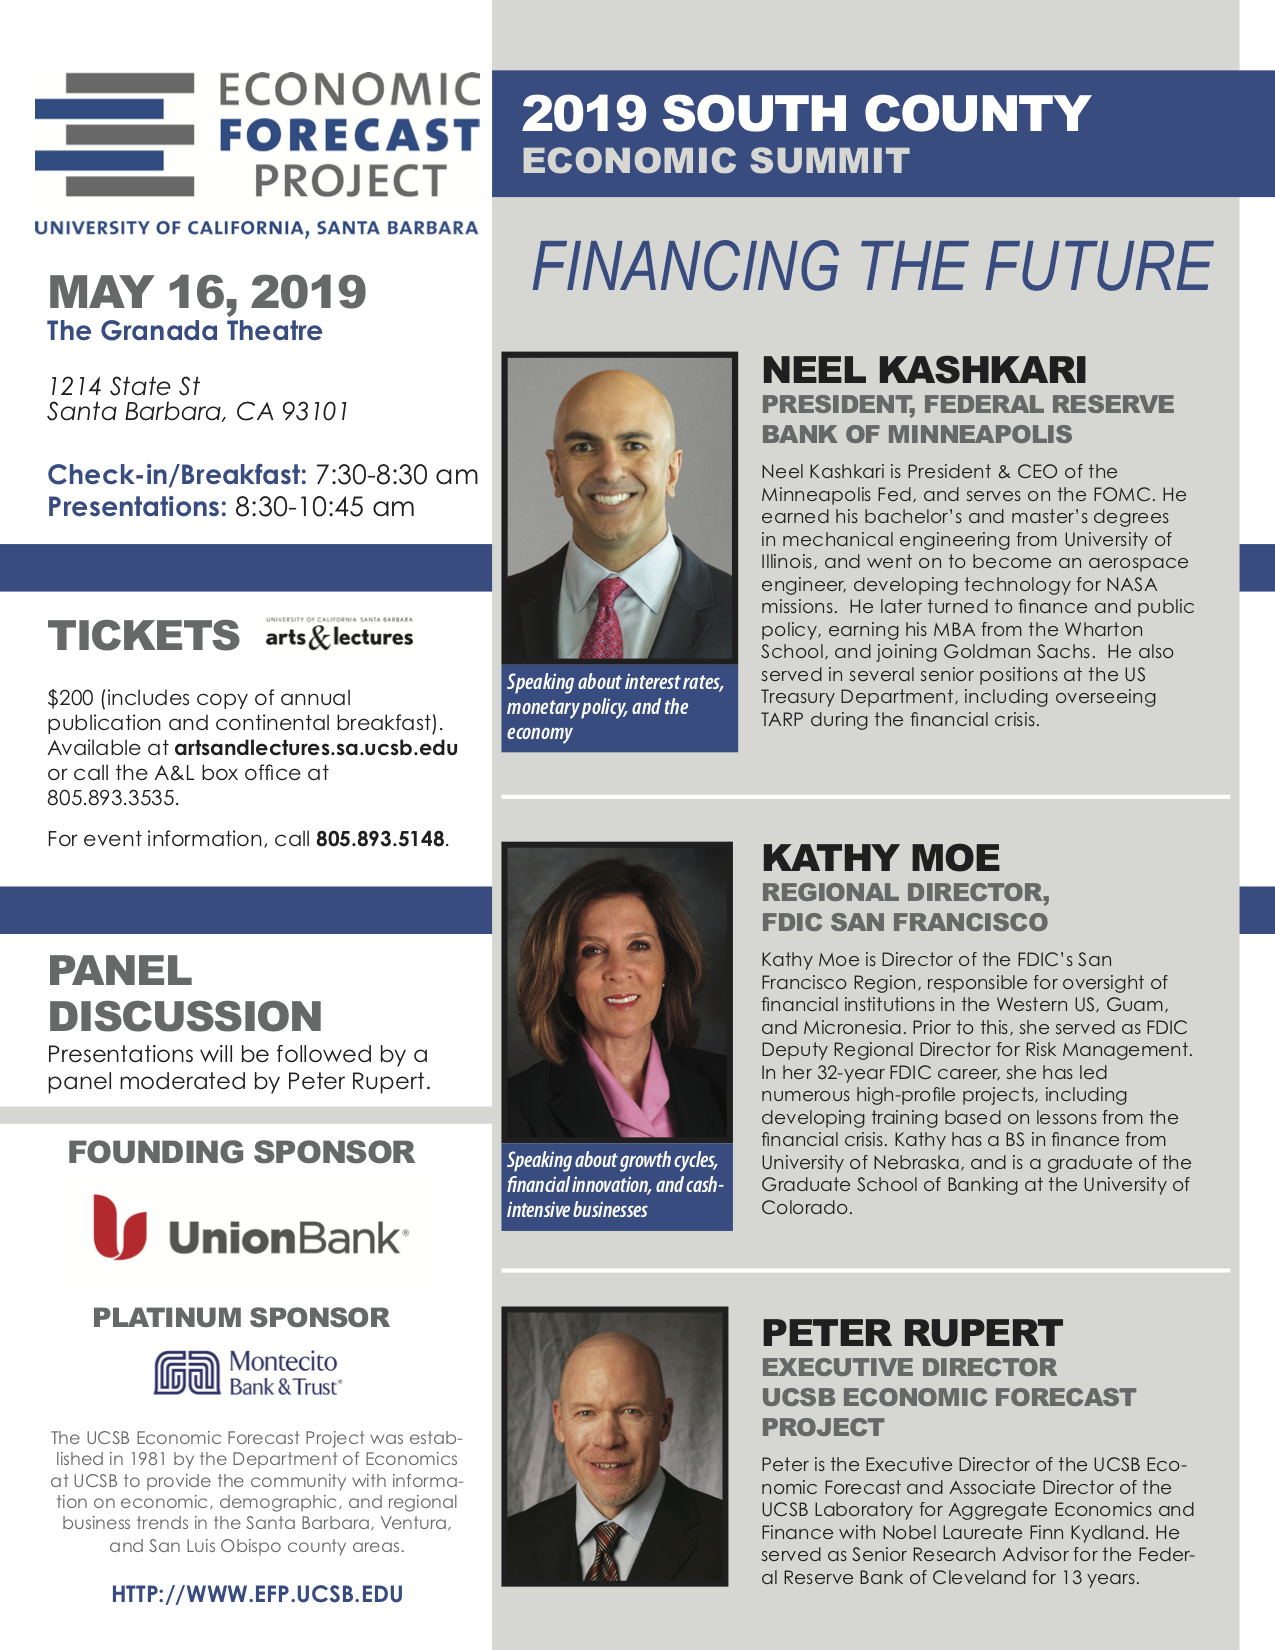 ECONOMIC
FORECAST
PROJECT
UNIVERSITY OF CALIFORNIA, SANTA BARBARA
MAY 16, 2019
The Granada Theatre
1214 State St
Santa Barbara, CA 93101
Check-in/Breakfast: 7:30-8:30 am
Presentations: 8:30-10:45 am
TICKETS
UNIVERSITY OF CALIFORNIA SANTA BARBARA
arts&lectures
$200 (includes copy of annual
publication and continental breakfast).
Available at artsandlectures.sa.ucsb.edu
or call the A&L box office at
805.893.3535.
For event information, call 805.893.5148.
PANEL
DISCUSSION
Presentations will be followed by a
panel moderated by Peter Rupert.
FOUNDING SPONSOR
UnionBank®
PLATINUM SPONSOR
Montecito
Bank & Trust®
The UCSB Economic Forecast Project was estab-
lished in 1981 by the Department of Economics
at UCSB to provide the community with informa-
tion on economic, demographic, and regional
business trends in the Santa Barbara, Ventura,
and San Luis Obispo county areas.
HTTP://WWW.EFP.UCSB.EDU
2019 SOUTH COUNTY
ECONOMIC SUMMIT
FINANCING THE FUTURE
Speaking about interest rates,
monetary policy, and the
economy
NEEL KASHKARI
PRESIDENT, FEDERAL RESERVE
BANK OF MINNEAPOLIS
Neel Kashkari is President & CEO of the
Minneapolis Fed, and serves on the FOMC. He
earned his bachelor's and master's degrees
in mechanical engineering from University of
Illinois, and went on to become an aerospace
engineer, developing technology for NASA
missions.  He later turned to finance and public
policy, earning his MBA from the Wharton
School, and joining Goldman Sachs.  He also
served in several senior positions at the US
Treasury Department, including overseeing
TARP during the financial crisis.
Speaking about growth cycles,
financial innovation, and cash-
intensive businesses
KATHY MOE
REGIONAL DIRECTOR,
FDIC SAN FRANCISCO
Kathy Moe is Director of the FDIC's San
Francisco Region, responsible for oversight of
financial institutions in the Western US, Guam,
and Micronesia. Prior to this, she served as FDIC
Deputy Regional Director for Risk Management.
In her 32-year FDIC career, she has led
numerous high-profile projects, including
developing training based on lessons from the
financial crisis. Kathy has a BS in finance from
University of Nebraska, and is a graduate of the
Graduate School of Banking at the University of
Colorado.
PETER RUPERT
EXECUTIVE DIRECTOR
UCSB ECONOMIC FORECAST
PROJECT
Peter is the Executive Director of the UCSB Eco-
nomic Forecast and Associate Director of the
UCSB Laboratory for Aggregate Economics and
Finance with Nobel Laureate Finn Kydland. He
served as Senior Research Advisor for the Feder-
al Reserve Bank of Cleveland for 13 years.